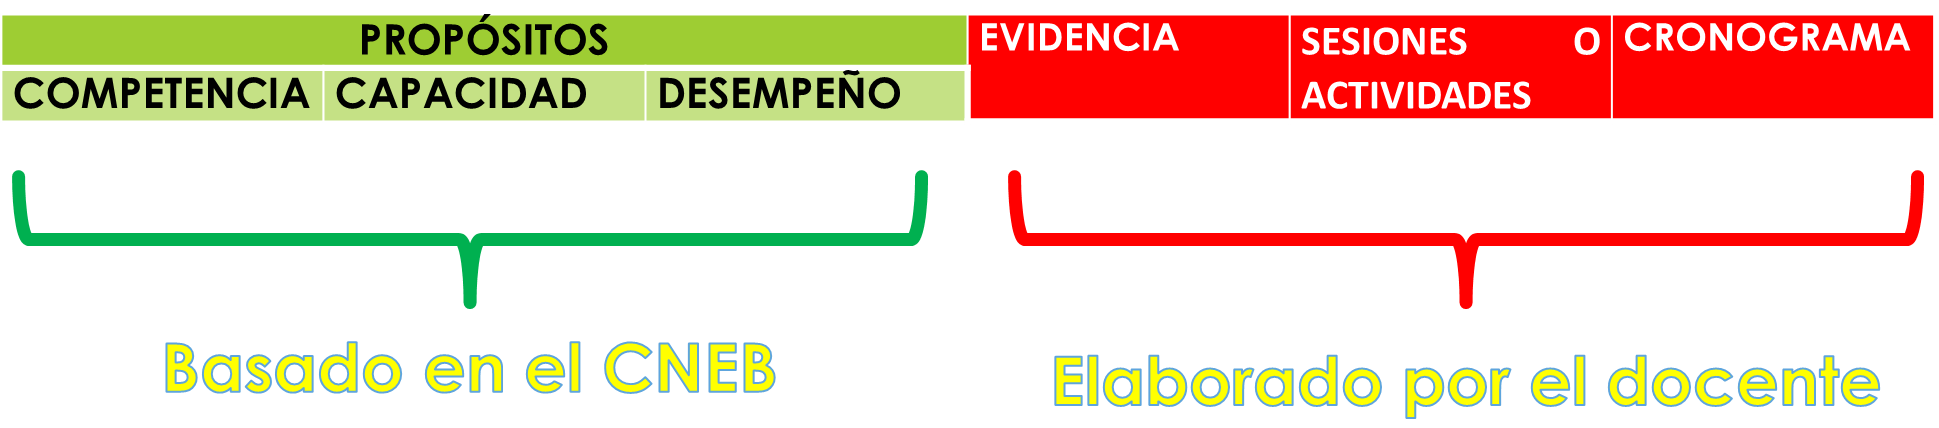 PROPÓSITOS
COMPETENCIA CAPACIDAD DESEMPEÑO
EVIDENCIA
SESIONES O
ACTIVIDADES
CRONOGRAMA
Basado en el CNEB
Elaborado por el docente